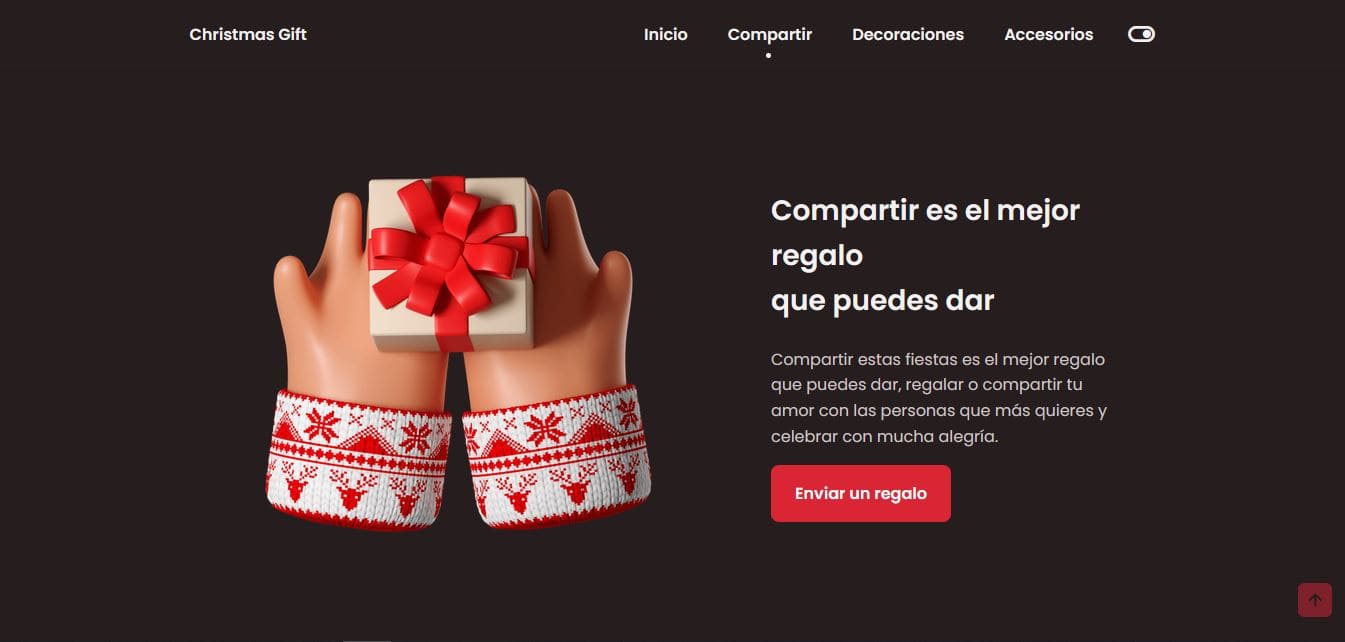 Christmas Gift
Inicio
Compartir
Decoraciones
Accesorios
Compartir es el mejor
regalo
que puedes dar
Compartir estas fiestas es el mejor regalo
que puedes dar, regalar o compartir tu
amor con las personas que más quieres y
celebrar con mucha alegría.
Enviar un regalo